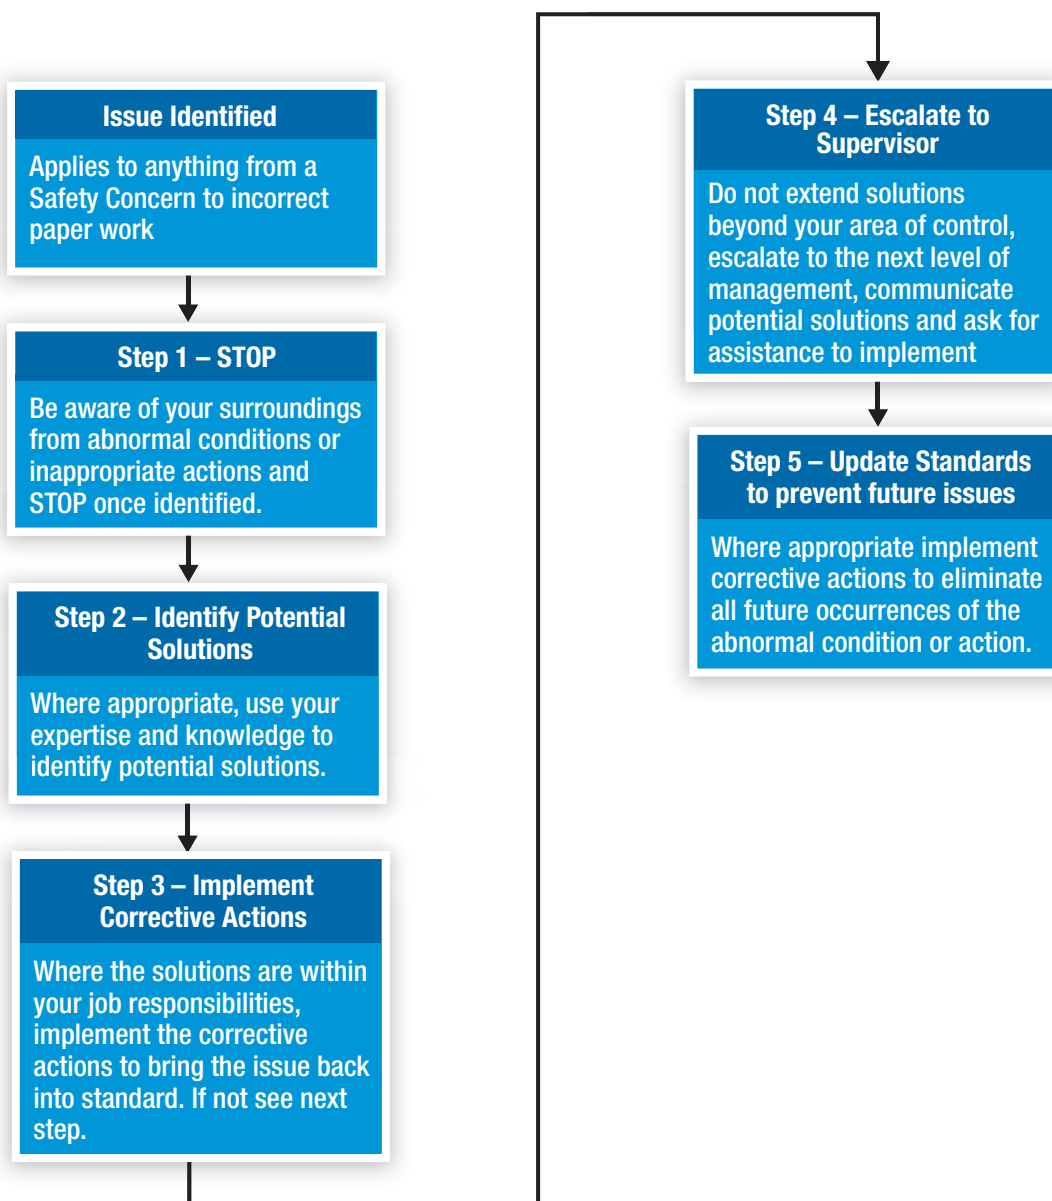 Issue Identified
Applies to anything from a
Safety Concern to incorrect
paper work
Step 1 – STOP
Be aware of your surroundings
from abnormal conditions or
inappropriate actions and
STOP once identified.
Step 2 – Identify Potential
Solutions
Where appropriate, use your
expertise and knowledge to
identify potential solutions.
Step 3 – Implement
Corrective Actions
Where the solutions are within
your job responsibilities,
implement the corrective
actions to bring the issue back
into standard. If not see next
step.
Step 4 – Escalate to
Supervisor
Do not extend solutions
beyond your area of control,
escalate to the next level of
management, communicate
potential solutions and ask for
assistance to implement
Step 5 – Update Standards
to prevent future issues
Where appropriate implement
corrective actions to eliminate
all future occurrences of the
abnormal condition or action.